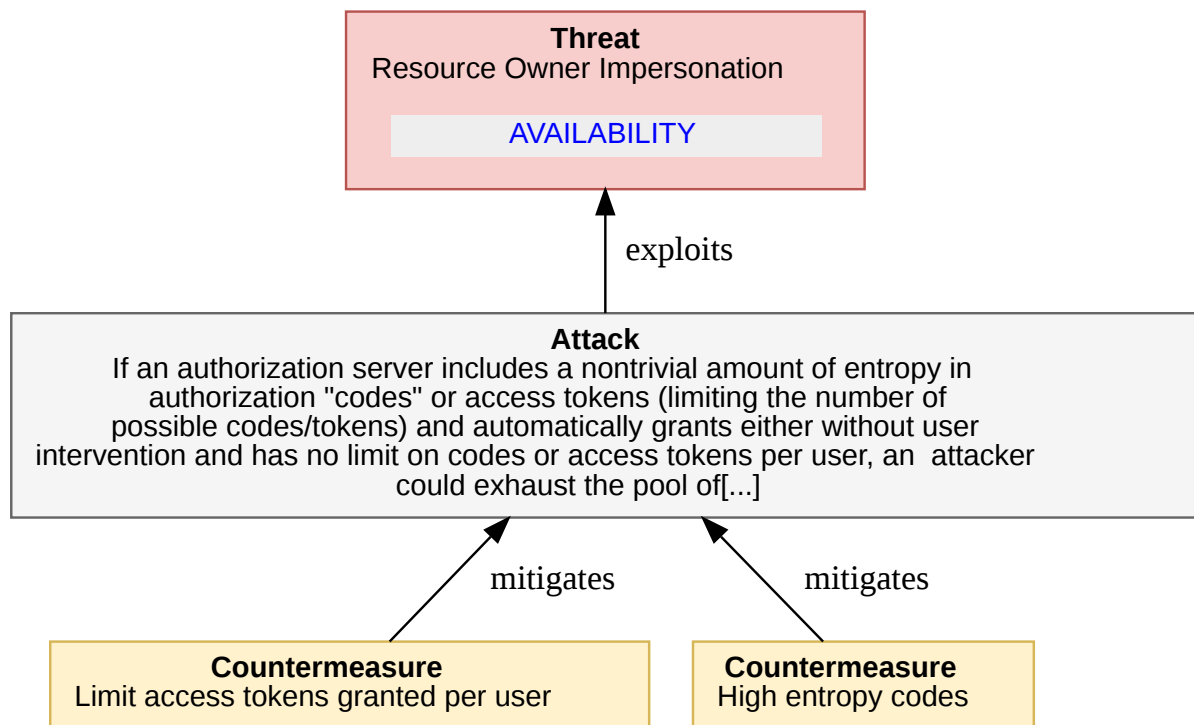 Threat
Resource Owner Impersonation
AVAILABILITY
exploits
Attack
If an authorization server includes a nontrivial amount of entropy in
authorization "codes" or access tokens (limiting the number of
possible codes/tokens) and automatically grants either without user
intervention and has no limit on codes or access tokens per user, an  attacker
could exhaust the pool of[...]
mitigates
mitigates
Countermeasure
Limit access tokens granted per user
Countermeasure
High entropy codes